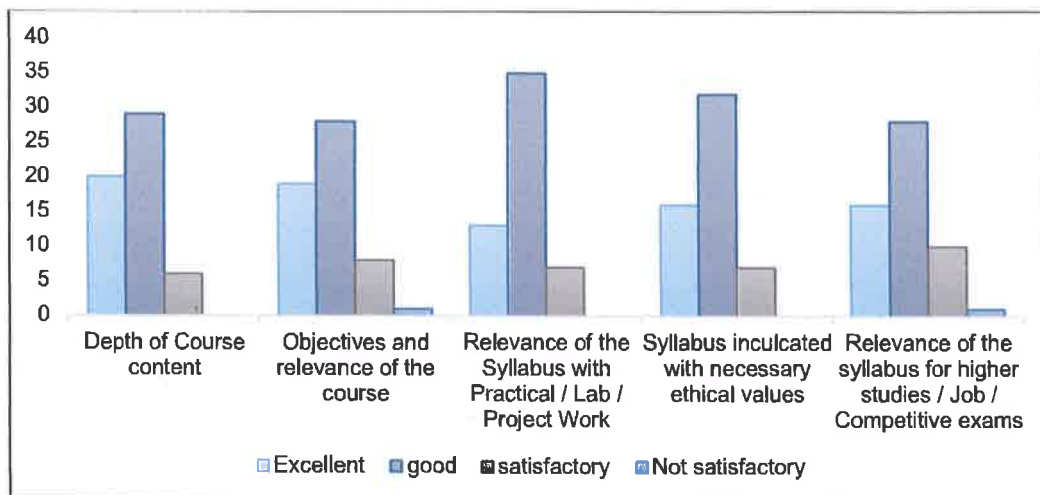 40
35
30
25
20
15
10
5
0
Depth of Course
content
Objectives and
relevance of the
course
Relevance of the
Syllabus with
Practical / Lab /
Project Work
Syllabus inculcated
with necessary
ethical values
Relevance of the
syllabus for higher
studies / Job /
Competitive exams
Excellent good satisfactory Not satisfactory